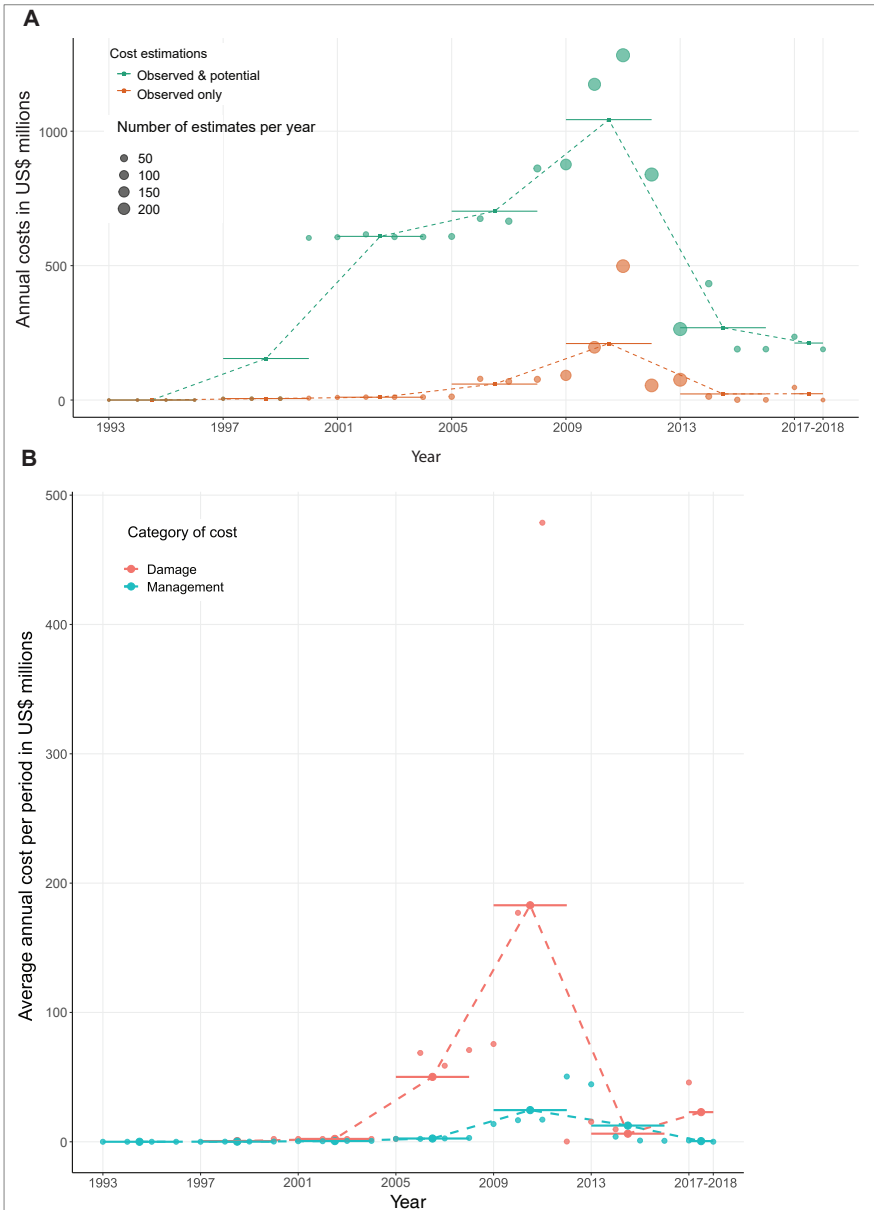 A
Annual costs in US$ millions
1000
500
0
Cost estimations
Observed & potential
Observed only
Number of estimates per year
50
100
150
200
1993 1997 2001 2005 2009 2013 2017-2018
Year
B
Average annual cost per period in US$ millions
500
400
300
200
100
0
Category of cost
Damage
Management
1993 1997 2001 2005 2009 2013 2017-2018
Year